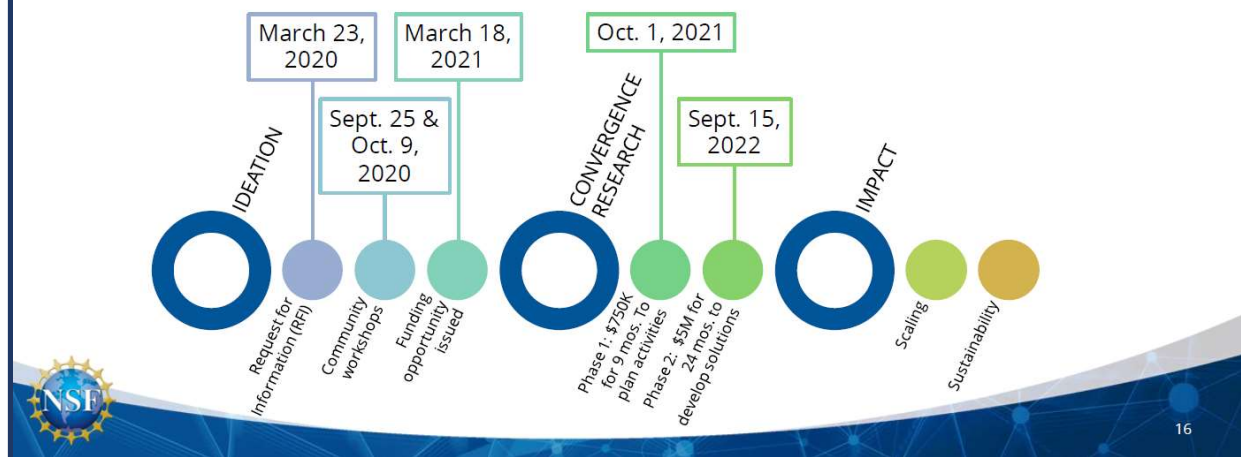 March 23,
2020
March 18,
2021
Oct. 1, 2021
Sept. 25 &
Oct. 9,
2020
Sept. 15,
2022
IDEATION
Request for
Information (RFI)
Community
workshops
Funding
opportunity
issued
CONVERGENCE
RESEARCH
Phase 1: $750K
for 9 mos. To
plan activities
Phase 2: $5M for
24 mos. to
develop solutions
IMPACT
Scaling
Sustainability
NSF
16